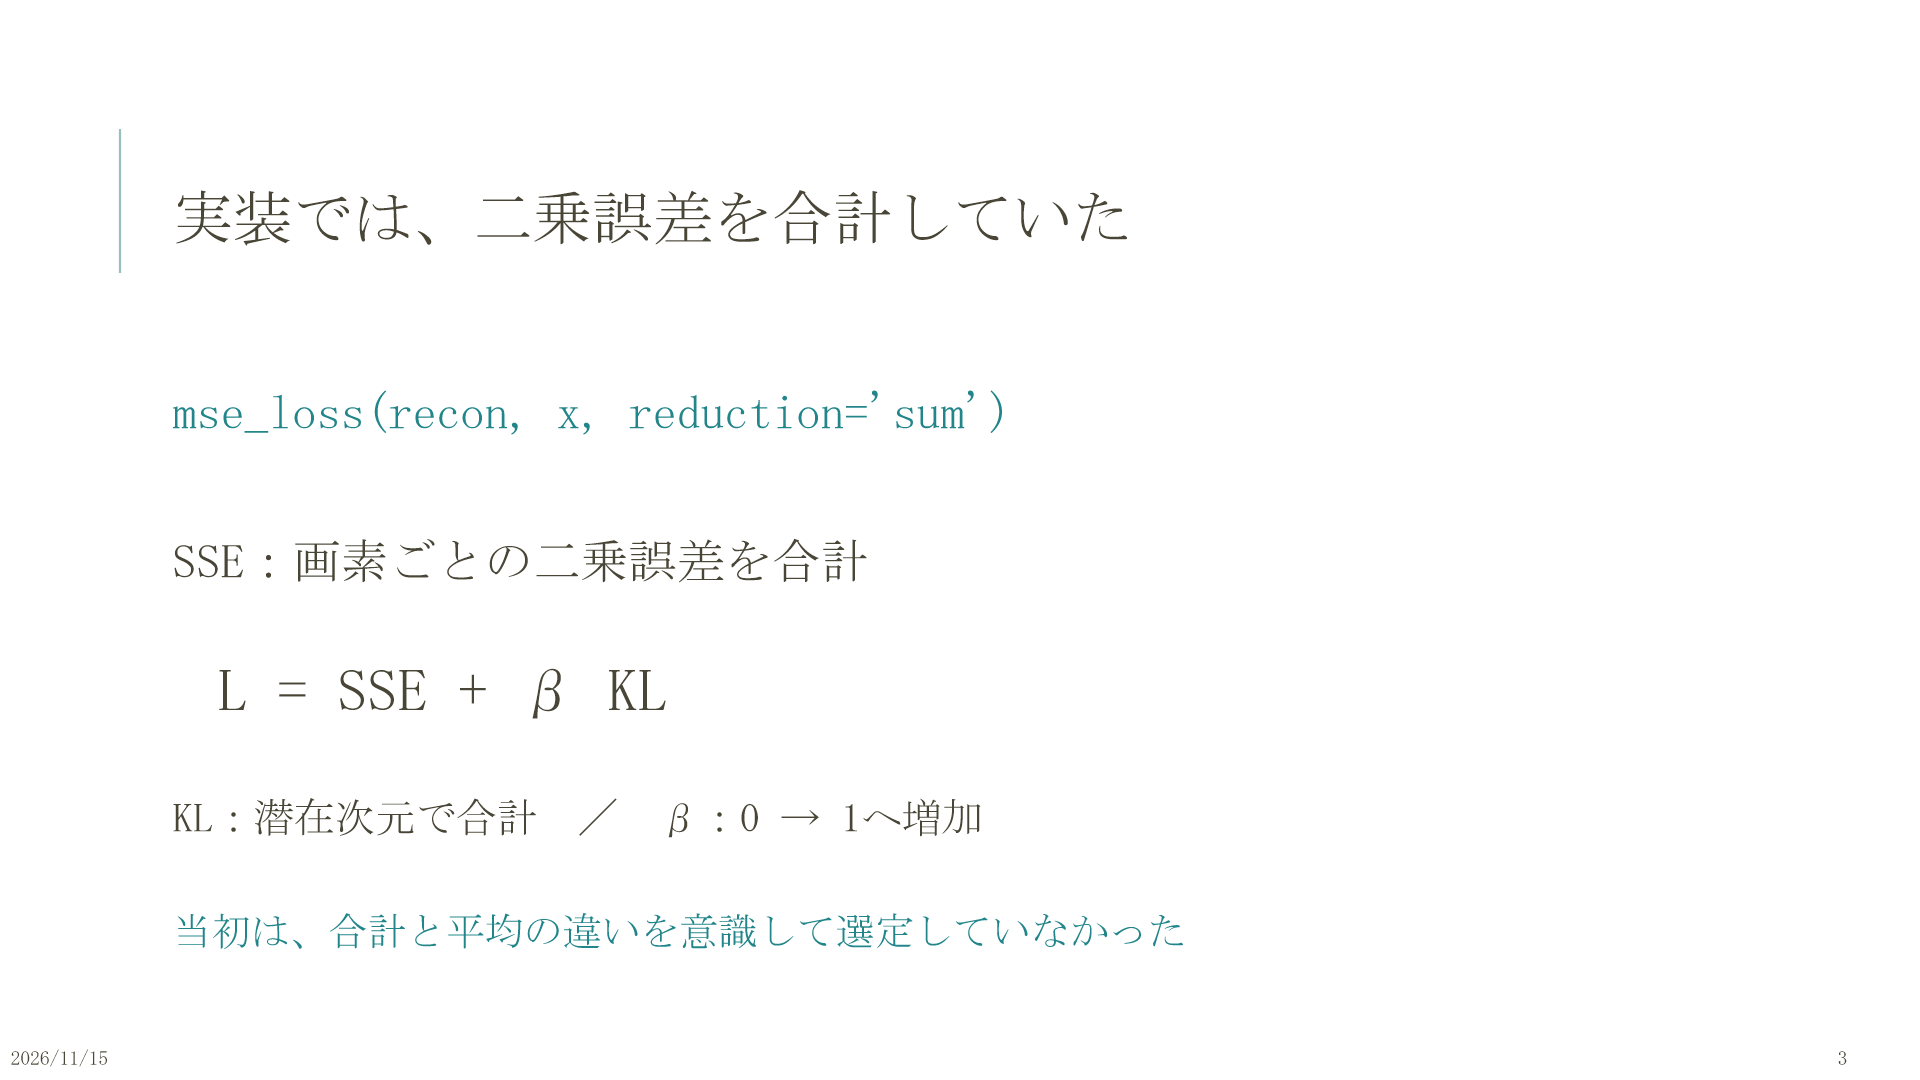 実装では、二乗誤差を合計していた
mse_loss(recon, x, reduction='sum')
SSE：画素ごとの二乗誤差を合計
L = SSE + β KL
KL：潜在次元で合計　／　β：0 → 1へ増加
当初は、合計と平均の違いを意識して選定していなかった
2026/11/15
3